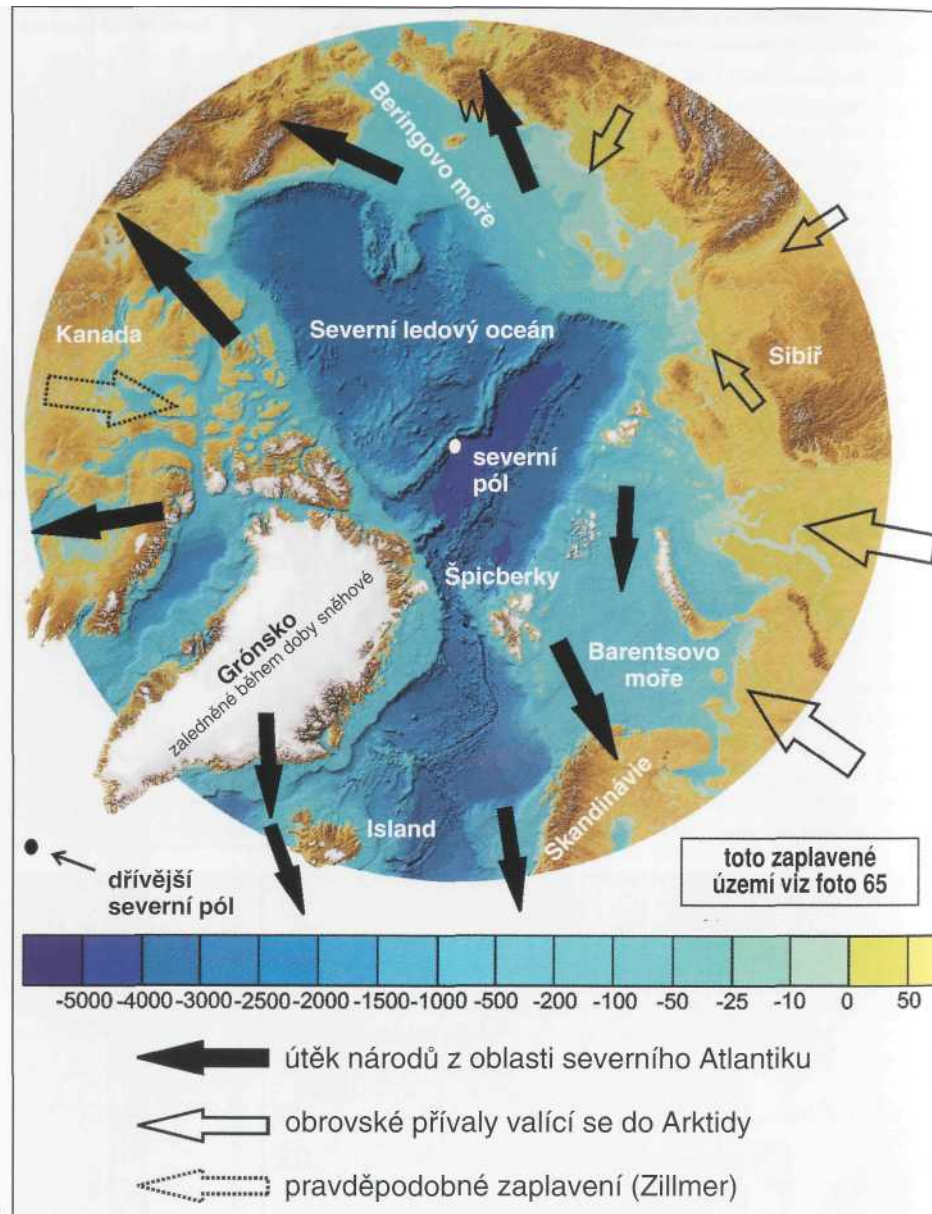 W
Beringovo moře
Kanada
Severní ledový oceán
Sibiř
severní
pól
Špicberky
Grónsko
zaledněné během doby sněhové
Barentsovo
moře
Skandinávie
Island
dřívější
severní pól
toto zaplavené
území viz foto 65
-5000 -4000 -3000 -2500 -2000 -1500 -1000 -500 -200 -100 -50 -25 -10 0 50
útěk národů z oblasti severního Atlantiku
obrovské přívaly valící se do Arktidy
pravděpodobné zaplavení (Zillmer)